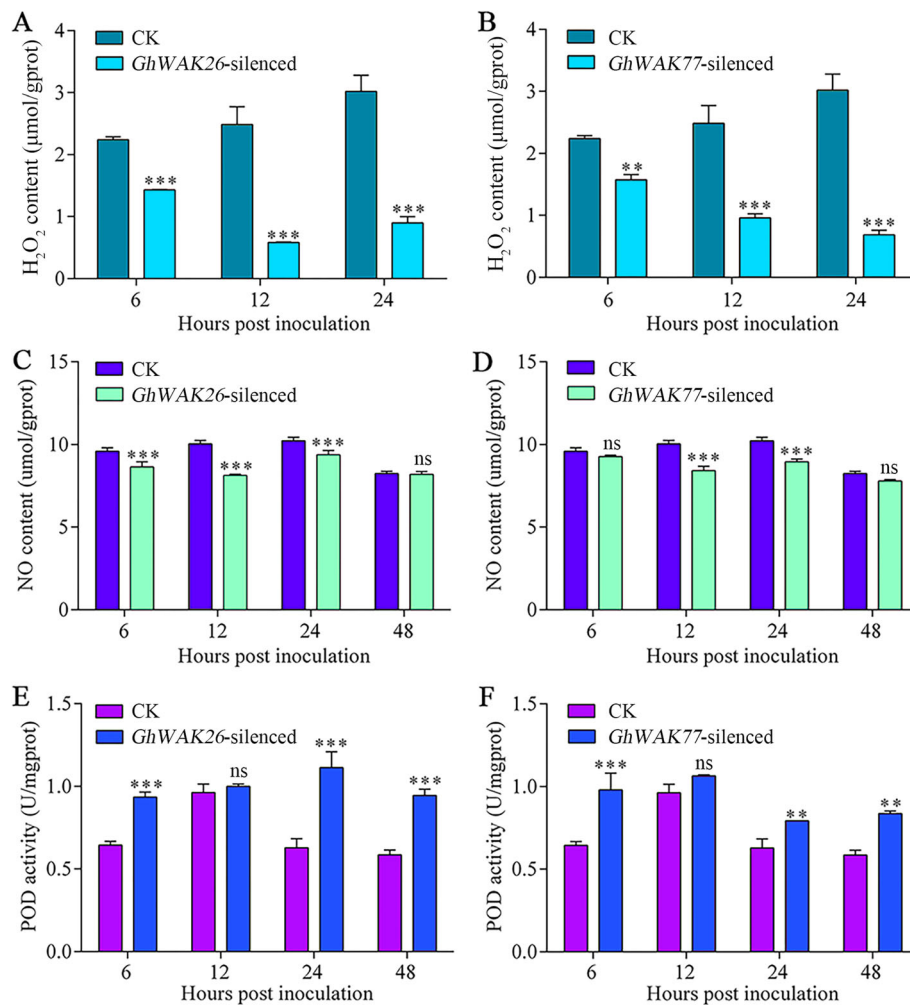 A
4
CK
GhWAK26-silenced
3
2
1
0
H₂O₂ content (μmol/gprot)
***
***
***
6 12 24
Hours post inoculation
B
4
CK
GhWAK77-silenced
3
2
1
0
H₂O₂ content (μmol/gprot)
**
***
***
6 12 24
Hours post inoculation
C
15
CK
GhWAK26-silenced
10
5
0
NO content (umol/gprot)
***
***
***
ns
6 12 24 48
Hours post inoculation
D
15
CK
GhWAK77-silenced
10
5
0
NO content (umol/gprot)
ns
***
***
ns
6 12 24 48
Hours post inoculation
E
1.5
CK
GhWAK26-silenced
1.0
0.5
0.0
POD activity (U/mgprot)
***
ns
***
***
6 12 24 48
Hours post inoculation
F
1.5
CK
GhWAK77-silenced
1.0
0.5
0.0
POD activity (U/mgprot)
***
ns
**
**
6 12 24 48
Hours post inoculation